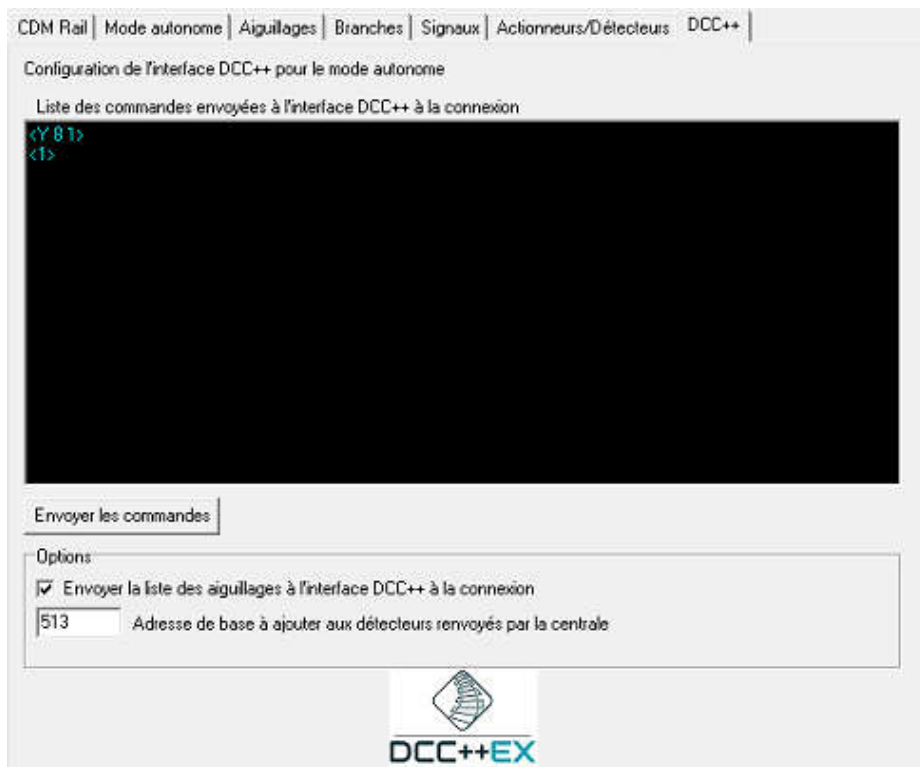 CDM Rail Mode autonome Aiguillages Branches Signaux Actionneurs/Détecteurs DCC++
Configuration de l'interface DCC++ pour le mode autonome
Liste des commandes envoyées à l'interface DCC++ à la connexion
<Y 8 1>
<1>
Envoyer les commandes
Options
Envoyer la liste des aiguillages à l'interface DCC++ à la connexion
513 Adresse de base à ajouter aux détecteurs renvoyés par la centrale
DCC++EX